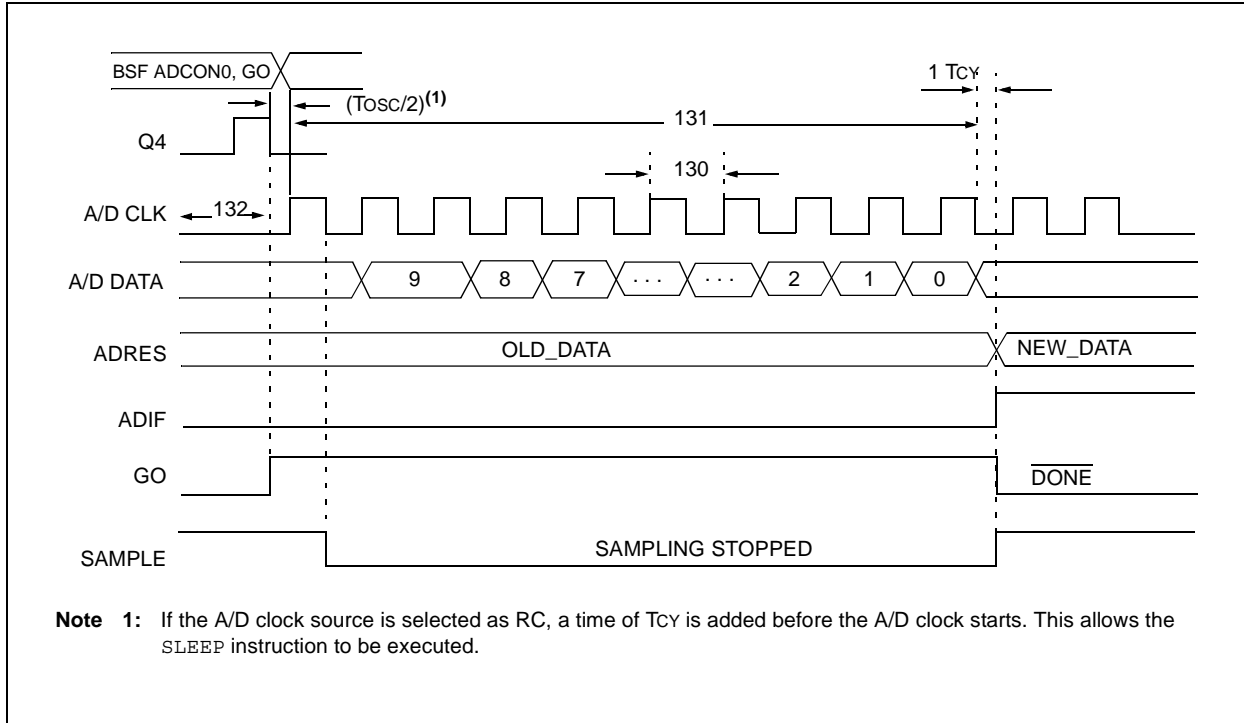 BSF ADCON0, GO
1 TCY
(TOSC/2)(1)
131
Q4
130
A/D CLK
132
A/D DATA
9 8 7 . . . . . . 2 1 0
ADRES
OLD_DATA
NEW_DATA
ADIF
GO
DONE
SAMPLE
SAMPLING STOPPED
Note 1: If the A/D clock source is selected as RC, a time of TCY is added before the A/D clock starts. This allows the
SLEEP instruction to be executed.